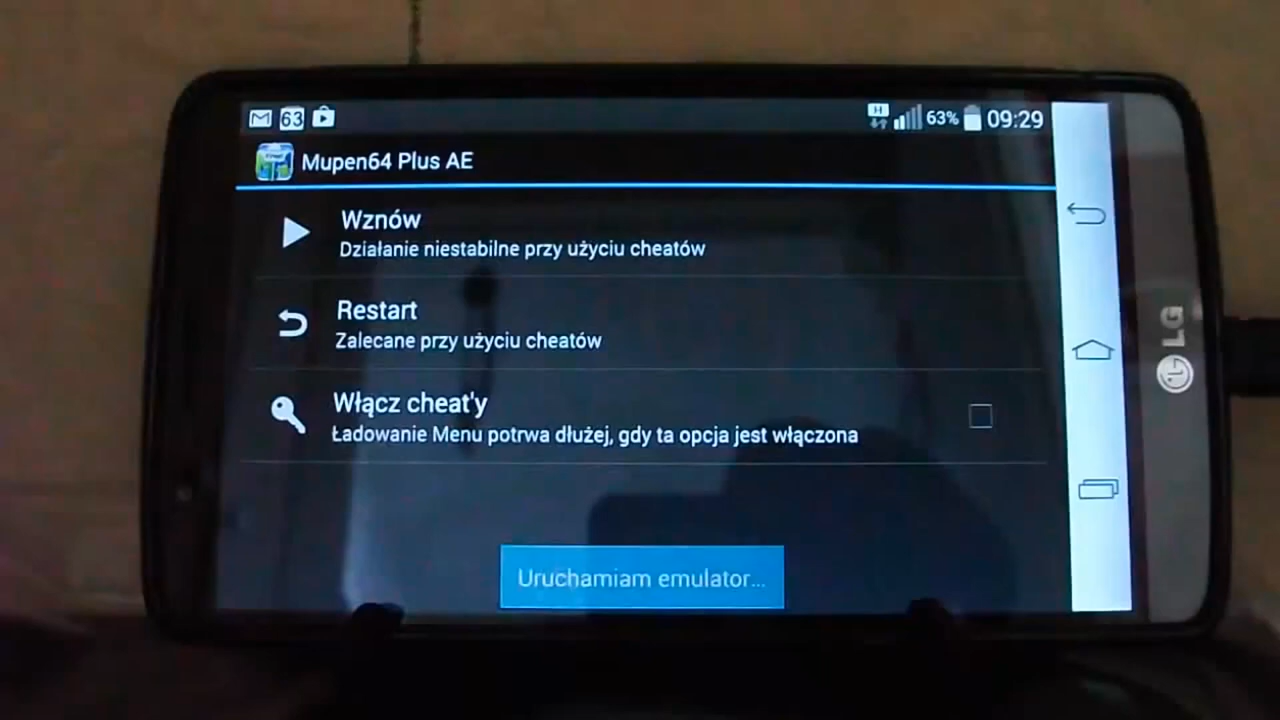 63 H 63% 09:29
Mupen64 Plus AE
Wznów
Działanie niestabilne przy użyciu cheatów
Restart
Zalecane przy użyciu cheatów
Włącz cheat'y
Ładowanie Menu potrwa dłużej, gdy ta opcja jest włączona
Uruchamiam emulator...
LG